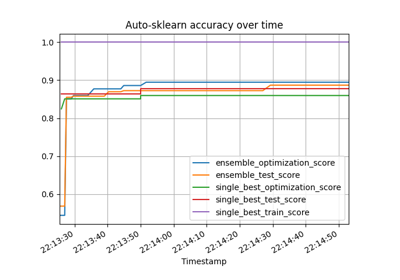 Auto-sklearn accuracy over time
1.0
0.9
0.8
0.7
0.6
ensemble_optimization_score
ensemble_test_score
single_best_optimization_score
single_best_test_score
single_best_train_score
22:13:30
22:13:40
22:13:50
22:14:00
22:14:10
22:14:20
22:14:30
22:14:40
22:14:50
Timestamp